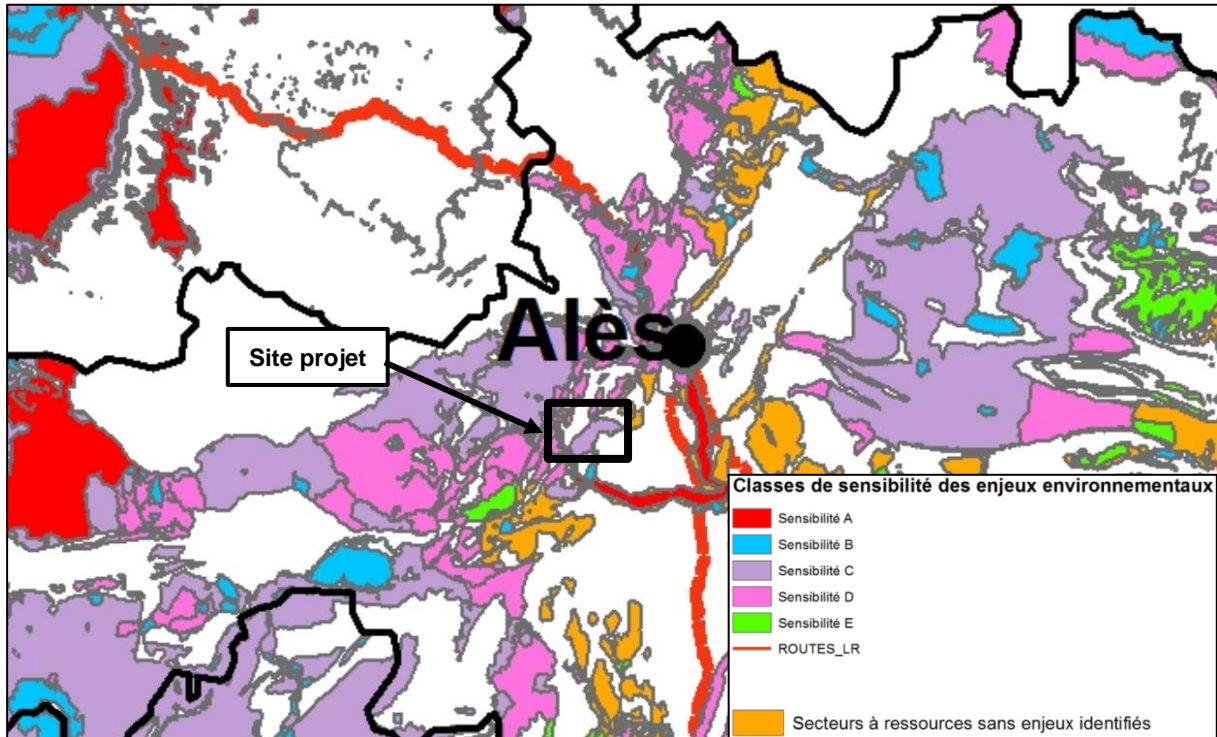 Alès
Site projet
Classes de sensibilité des enjeux environnementaux
Sensibilité A
Sensibilité B
Sensibilité C
Sensibilité D
Sensibilité E
ROUTES_LR
Secteurs à ressources sans enjeux identifiés